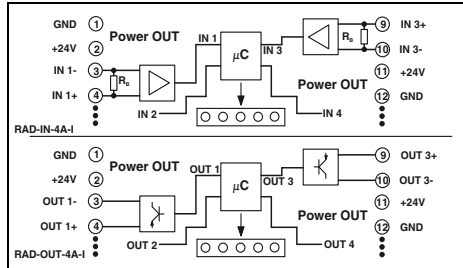 GND 1 Power OUT IN 1 µC IN 3 9 IN 3+
+24V 2 R_B 10 IN 3-
IN 1- 3 R_B Power OUT 11 +24V
IN 1+ 4 IN 2 IN 4 12 GND
RAD-IN-4A-I
GND 1 Power OUT OUT 1 µC OUT 3 9 OUT 3+
+24V 2 10 OUT 3-
OUT 1- 3 Power OUT 11 +24V
OUT 1+ 4 OUT 2 OUT 4 12 GND
RAD-OUT-4A-I